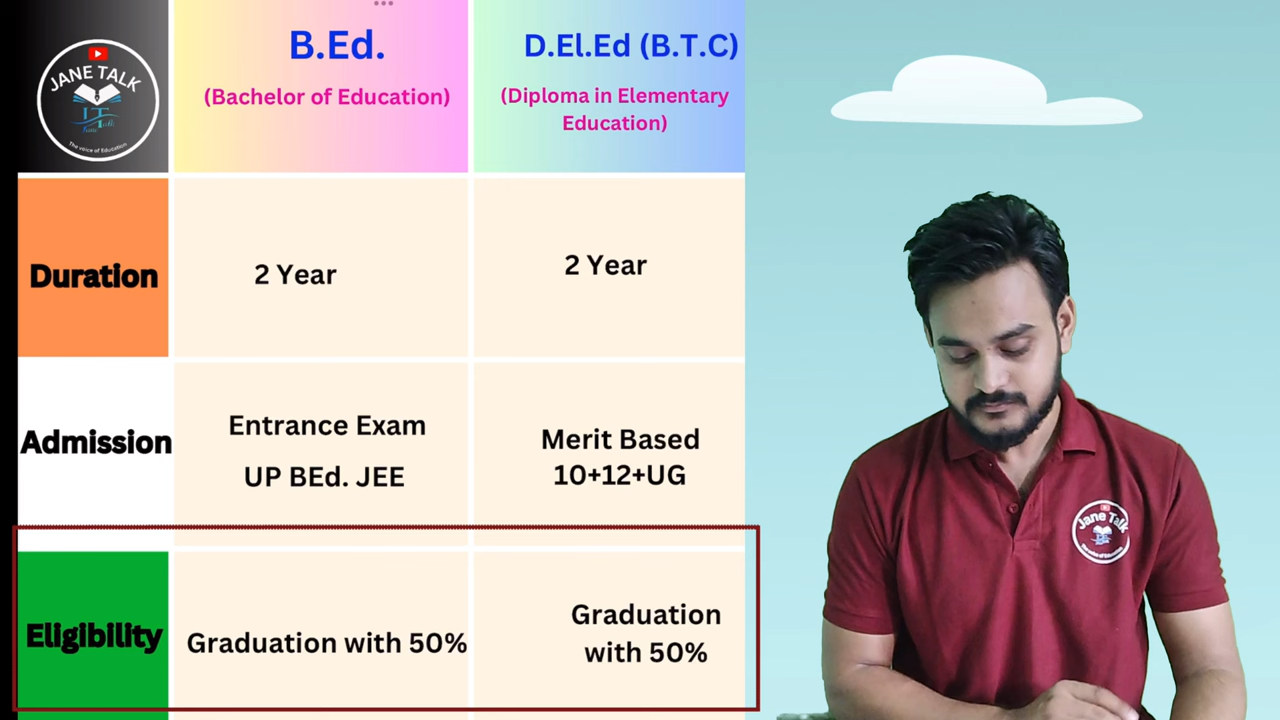 JANE TALK
The voice of Education
B.Ed.
(Bachelor of Education)
D.El.Ed (B.T.C)
(Diploma in Elementary
Education)
Duration
2 Year
2 Year
Admission
Entrance Exam
UP BEd. JEE
Merit Based
10+12+UG
Eligibility
Graduation with 50%
Graduation
with 50%
Jane Talk